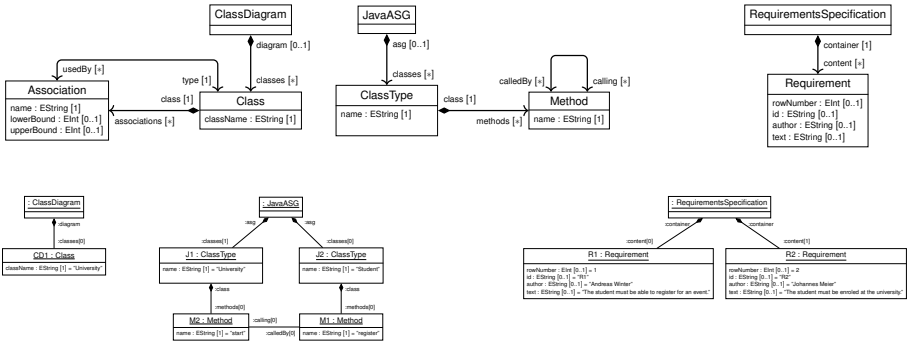 ClassDiagram
diagram [0..1]
classes [∗]
usedBy [∗]
type [1]
Association
name : EString [1]
lowerBound : EInt [0..1]
upperBound : EInt [0..1]
class [1]
associations [∗]
Class
className : EString [1]
JavaASG
asg [0..1]
classes [∗]
ClassType
name : EString [1]
class [1]
methods [∗]
calledBy [∗]
calling [∗]
Method
name : EString [1]
RequirementsSpecification
container [1]
content [∗]
Requirement
rowNumber : EInt [0..1]
id : EString [0..1]
author : EString [0..1]
text : EString [0..1]
: ClassDiagram
:diagram
:classes[0]
CD1 : Class
className : EString [1] = "University"
: JavaASG
:asg
:asg
:classes[1]
:classes[0]
J1 : ClassType
name : EString [1] = "University"
J2 : ClassType
name : EString [1] = "Student"
:class
:class
:methods[0]
:methods[0]
M2 : Method
name : EString [1] = "start"
:calling[0]
:calledBy[0]
M1 : Method
name : EString [1] = "register"
: RequirementsSpecification
:container
:container
:content[0]
:content[1]
R1 : Requirement
rowNumber : EInt [0..1] = 1
id : EString [0..1] = "R1"
author : EString [0..1] = "Andreas Winter"
text : EString [0..1] = "The student must be able to register for an event."
R2 : Requirement
rowNumber : EInt [0..1] = 2
id : EString [0..1] = "R2"
author : EString [0..1] = "Johannes Meier"
text : EString [0..1] = "The student must be enroled at the university."